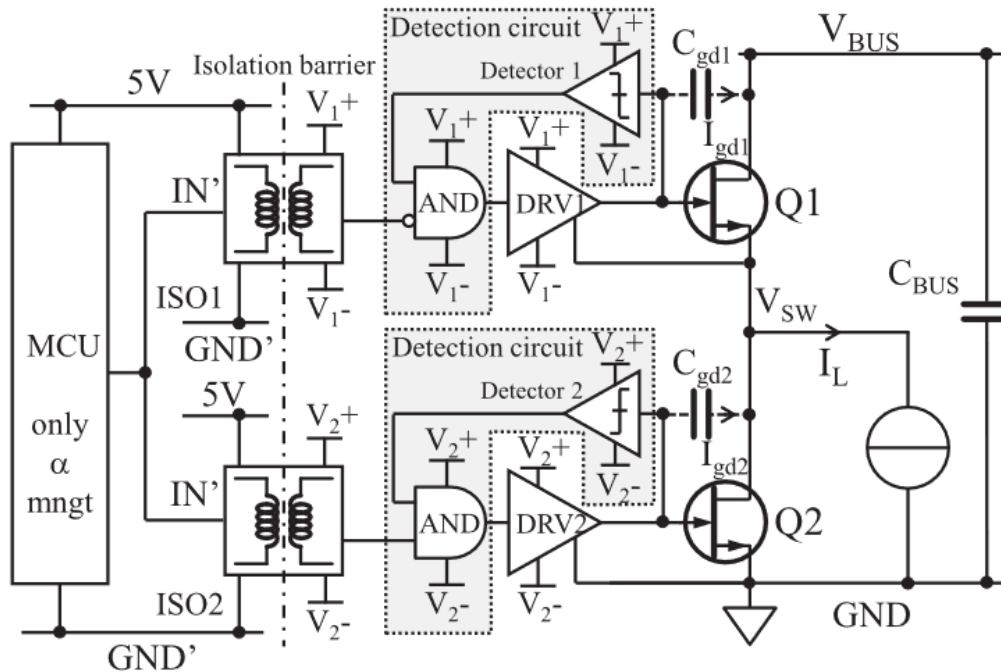 Detection circuit
V1+
Cgd1
VBUS
5V
Isolation barrier
Detector 1
V1+
V1+
V1+
Igd1
V1-
IN'
AND
DRV1
Q1
V1-
V1-
V1-
ISO1
GND'
CBUS
VSW
MCU
only
α
mngt
5V
V2+
Detection circuit
V2+
Detector 2
Cgd2
IL
V2+
V2+
Igd2
V2-
IN'
AND
DRV2
Q2
ISO2
V2-
V2-
V2-
GND'
GND